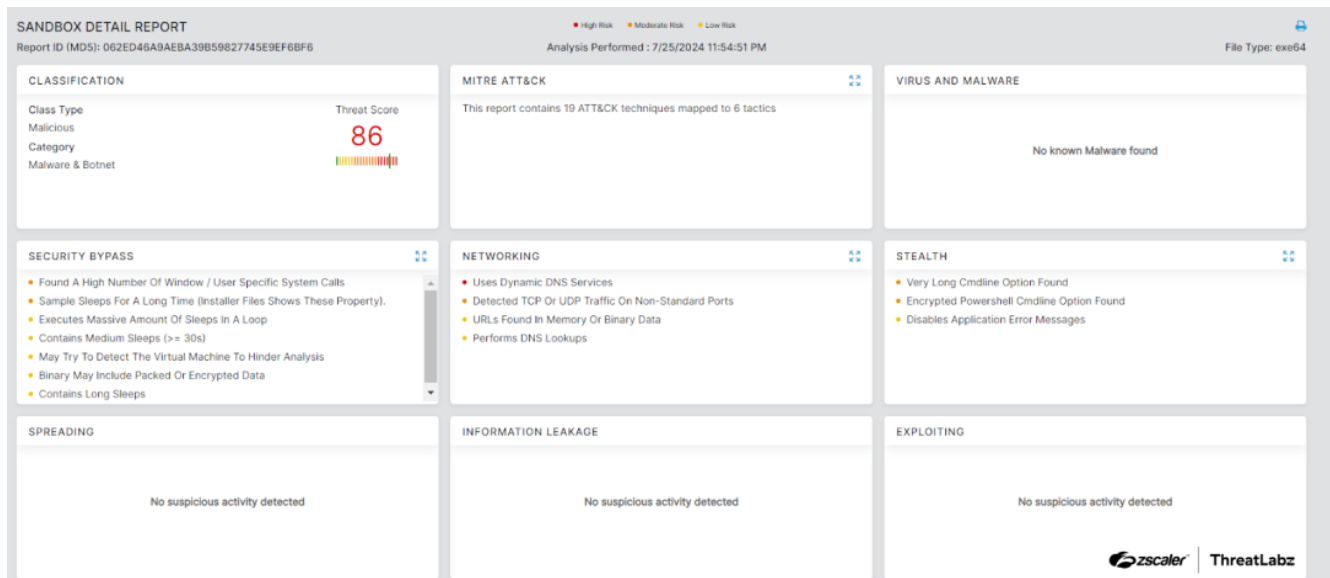 SANDBOX DETAIL REPORT
High Risk Moderate Risk Low Risk
Report ID (MD5): 062ED46A9AEBA39B59827745E9EF6BF6
Analysis Performed : 7/25/2024 11:54:51 PM
File Type: exe64
CLASSIFICATION
Class Type
Malicious
Category
Malware & Botnet
Threat Score
86
MITRE ATT&CK
This report contains 19 ATT&CK techniques mapped to 6 tactics
VIRUS AND MALWARE
No known Malware found
SECURITY BYPASS
Found A High Number Of Window / User Specific System Calls
Sample Sleeps For A Long Time (Installer Files Shows These Property).
Executes Massive Amount Of Sleeps In A Loop
Contains Medium Sleeps (>= 30s)
May Try To Detect The Virtual Machine To Hinder Analysis
Binary May Include Packed Or Encrypted Data
Contains Long Sleeps
NETWORKING
Uses Dynamic DNS Services
Detected TCP Or UDP Traffic On Non-Standard Ports
URLs Found In Memory Or Binary Data
Performs DNS Lookups
STEALTH
Very Long Cmdline Option Found
Encrypted Powershell Cmdline Option Found
Disables Application Error Messages
SPREADING
No suspicious activity detected
INFORMATION LEAKAGE
No suspicious activity detected
EXPLOITING
No suspicious activity detected
zscaler ThreatLabz